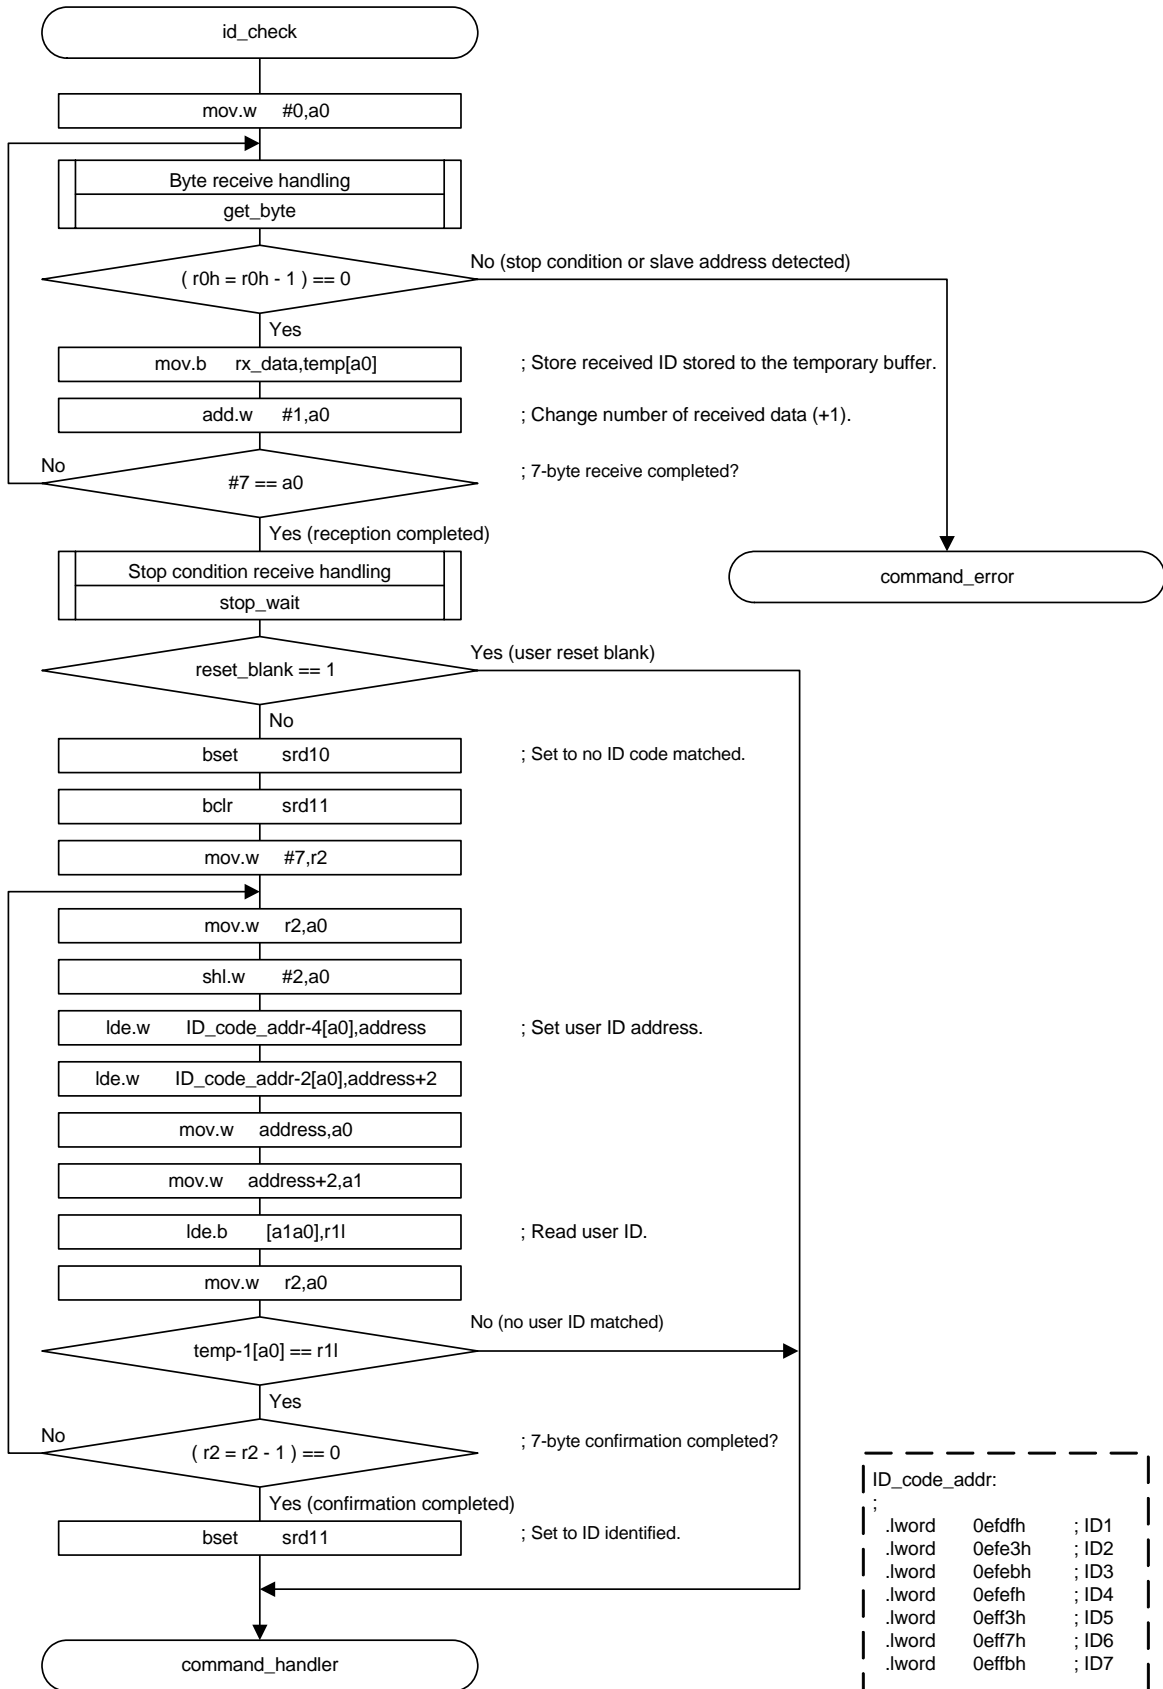 id_check
mov.w #0,a0
Byte receive handling
get_byte
( r0h = r0h - 1 ) == 0
No (stop condition or slave address detected)
Yes
mov.b rx_data,temp[a0]
; Store received ID stored to the temporary buffer.
add.w #1,a0
; Change number of received data (+1).
No
#7 == a0
; 7-byte receive completed?
Yes (reception completed)
Stop condition receive handling
stop_wait
command_error
reset_blank == 1
Yes (user reset blank)
No
bset srd10
; Set to no ID code matched.
bclr srd11
mov.w #7,r2
mov.w r2,a0
shl.w #2,a0
lde.w ID_code_addr-4[a0],address
; Set user ID address.
lde.w ID_code_addr-2[a0],address+2
mov.w address,a0
mov.w address+2,a1
lde.b [a1a0],r1l
; Read user ID.
mov.w r2,a0
No (no user ID matched)
temp-1[a0] == r1l
Yes
No
( r2 = r2 - 1 ) == 0
; 7-byte confirmation completed?
Yes (confirmation completed)
bset srd11
; Set to ID identified.
command_handler
ID_code_addr:
;
.lword 0efdfh ; ID1
.lword 0efe3h ; ID2
.lword 0efebh ; ID3
.lword 0efefh ; ID4
.lword 0eff3h ; ID5
.lword 0eff7h ; ID6
.lword 0effbh ; ID7